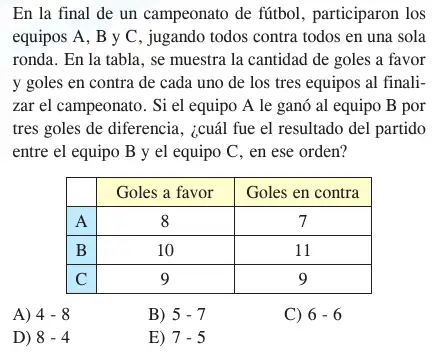 En la final de un campeonato de fútbol, participaron los
equipos A, B y C, jugando todos contra todos en una sola
ronda. En la tabla, se muestra la cantidad de goles a favor
y goles en contra de cada uno de los tres equipos al finali-
zar el campeonato. Si el equipo A le ganó al equipo B por
tres goles de diferencia, ¿cuál fue el resultado del partido
entre el equipo B y el equipo C, en ese orden?
Goles a favor Goles en contra
A 8 7
B 10 11
C 9 9
A) 4 - 8 B) 5 - 7 C) 6 - 6
D) 8 - 4 E) 7 - 5